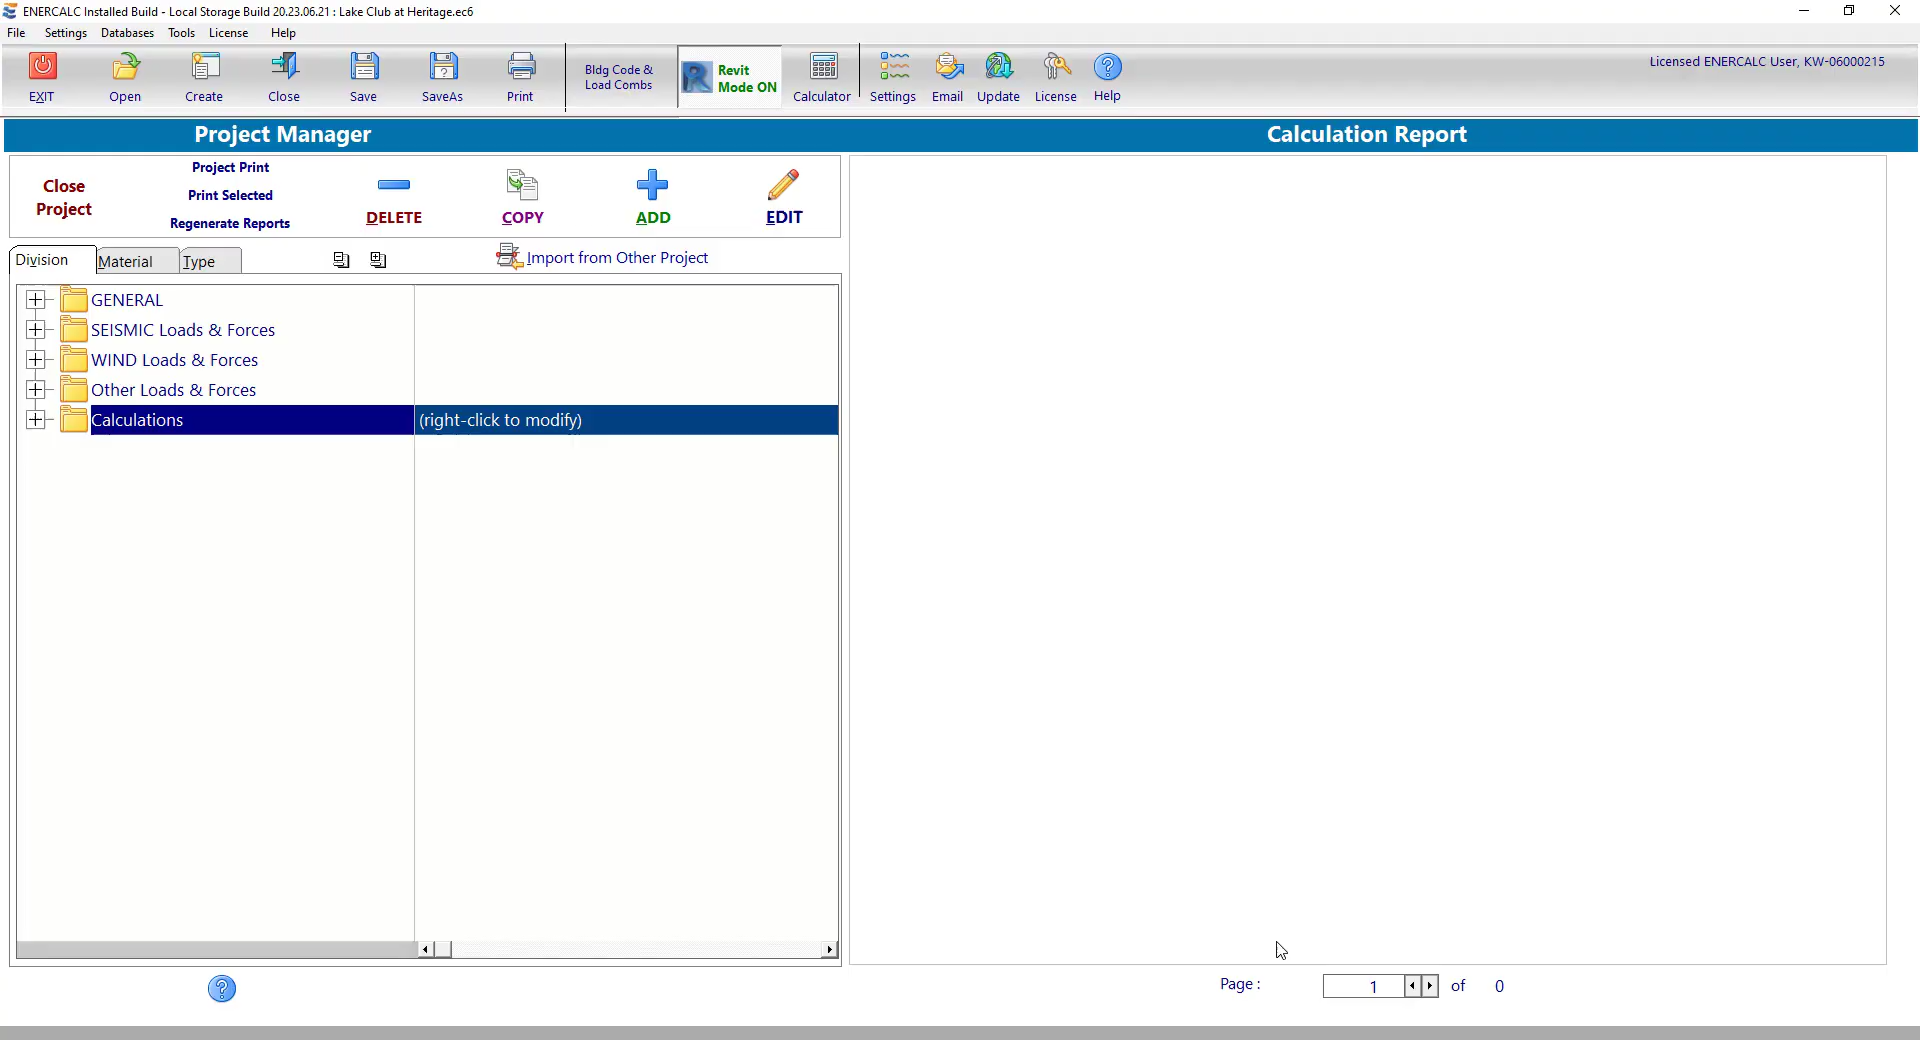 ENERCALC Installed Build - Local Storage Build 20.23.06.21 : Lake Club at Heritage.ec6
File Settings Databases Tools License Help
EXIT Open Create Close Save SaveAs Print
Bldg Code &
Load Combs
Revit
Mode ON
Calculator Settings Email Update License Help
Licensed ENERCALC User, KW-06000215
Project Manager
Calculation Report
Close
Project
Project Print
Print Selected
Regenerate Reports
DELETE COPY ADD EDIT
Division Material Type
Import from Other Project
GENERAL
SEISMIC Loads & Forces
WIND Loads & Forces
Other Loads & Forces
Calculations (right-click to modify)
Page : 1 of 0